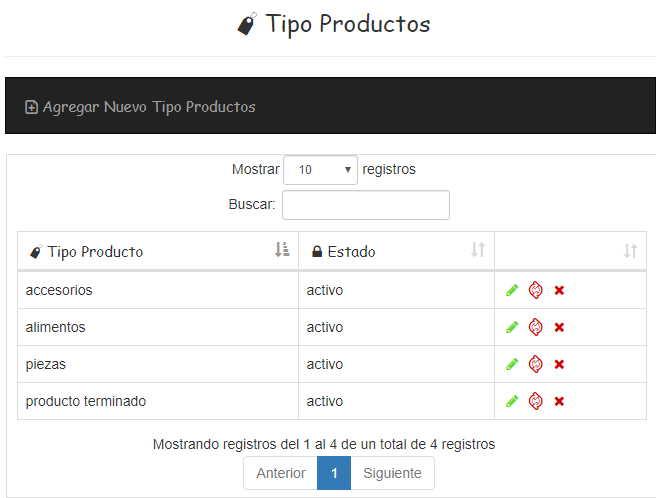 Tipo Productos
Agregar Nuevo Tipo Productos
Mostrar 10 registros
Buscar:
Tipo Producto Estado
accesorios activo
alimentos activo
piezas activo
producto terminado activo
Mostrando registros del 1 al 4 de un total de 4 registros
Anterior 1 Siguiente